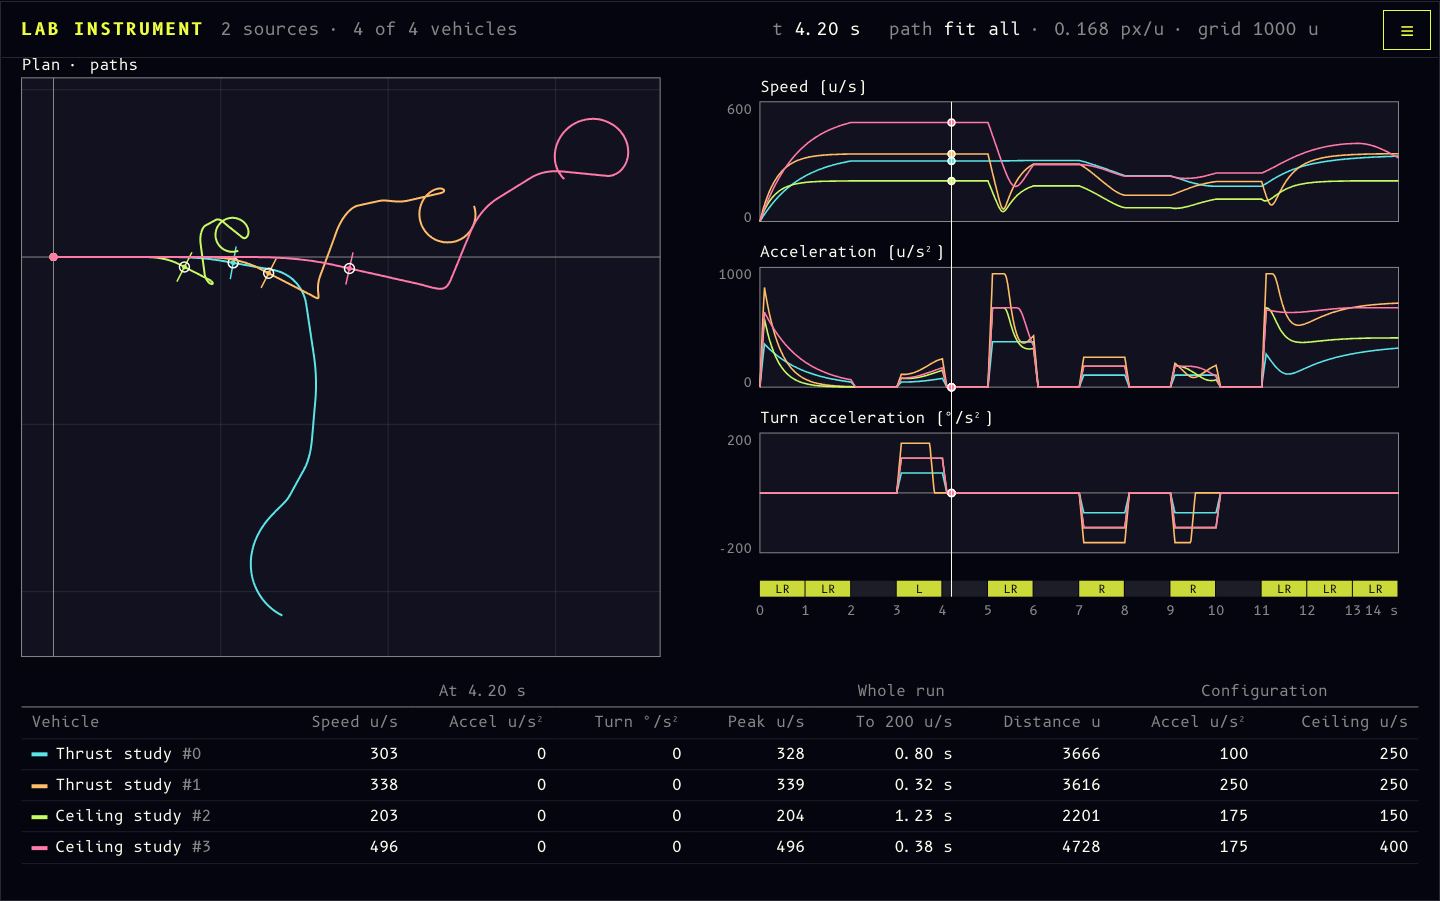 LAB INSTRUMENT 2 sources · 4 of 4 vehicles t 4.20 s path fit all · 0.168 px/u · grid 1000 u ≡
Plan · paths
Speed [u/s]
600
0
Acceleration [u/s²]
1000
0
Turn acceleration [°/s²]
200
-200
LR LR L LR R R LR LR LR
0 1 2 3 4 5 6 7 8 9 10 11 12 13 14 s
At 4.20 s Whole run Configuration
Vehicle Speed u/s Accel u/s² Turn °/s² Peak u/s To 200 u/s Distance u Accel u/s² Ceiling u/s
Thrust study #0 303 0 0 328 0.80 s 3666 100 250
Thrust study #1 338 0 0 339 0.32 s 3616 250 250
Ceiling study #2 203 0 0 204 1.23 s 2201 175 150
Ceiling study #3 496 0 0 496 0.38 s 4728 175 400